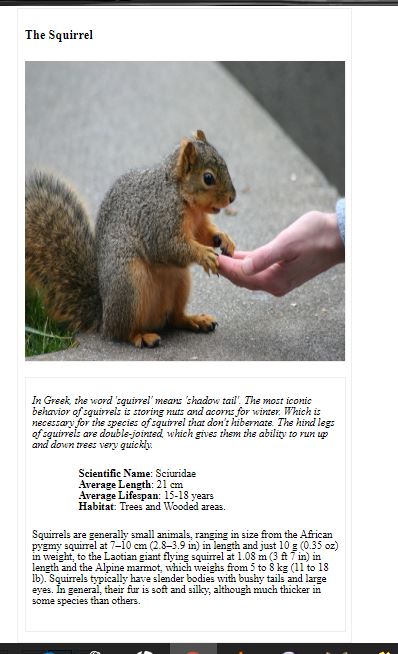 The Squirrel
In Greek, the word 'squirrel' means 'shadow tail'. The most iconic
behavior of squirrels is storing nuts and acorns for winter. Which is
necessary for the species of squirrel that don't hibernate. The hind legs
of squirrels are double-jointed, which gives them the ability to run up
and down trees very quickly.
Scientific Name: Sciuridae
Average Length: 21 cm
Average Lifespan: 15-18 years
Habitat: Trees and Wooded areas.
Squirrels are generally small animals, ranging in size from the African
pygmy squirrel at 7–10 cm (2.8–3.9 in) in length and just 10 g (0.35 oz)
in weight, to the Laotian giant flying squirrel at 1.08 m (3 ft 7 in) in
length and the Alpine marmot, which weighs from 5 to 8 kg (11 to 18
lb). Squirrels typically have slender bodies with bushy tails and large
eyes. In general, their fur is soft and silky, although much thicker in
some species than others.